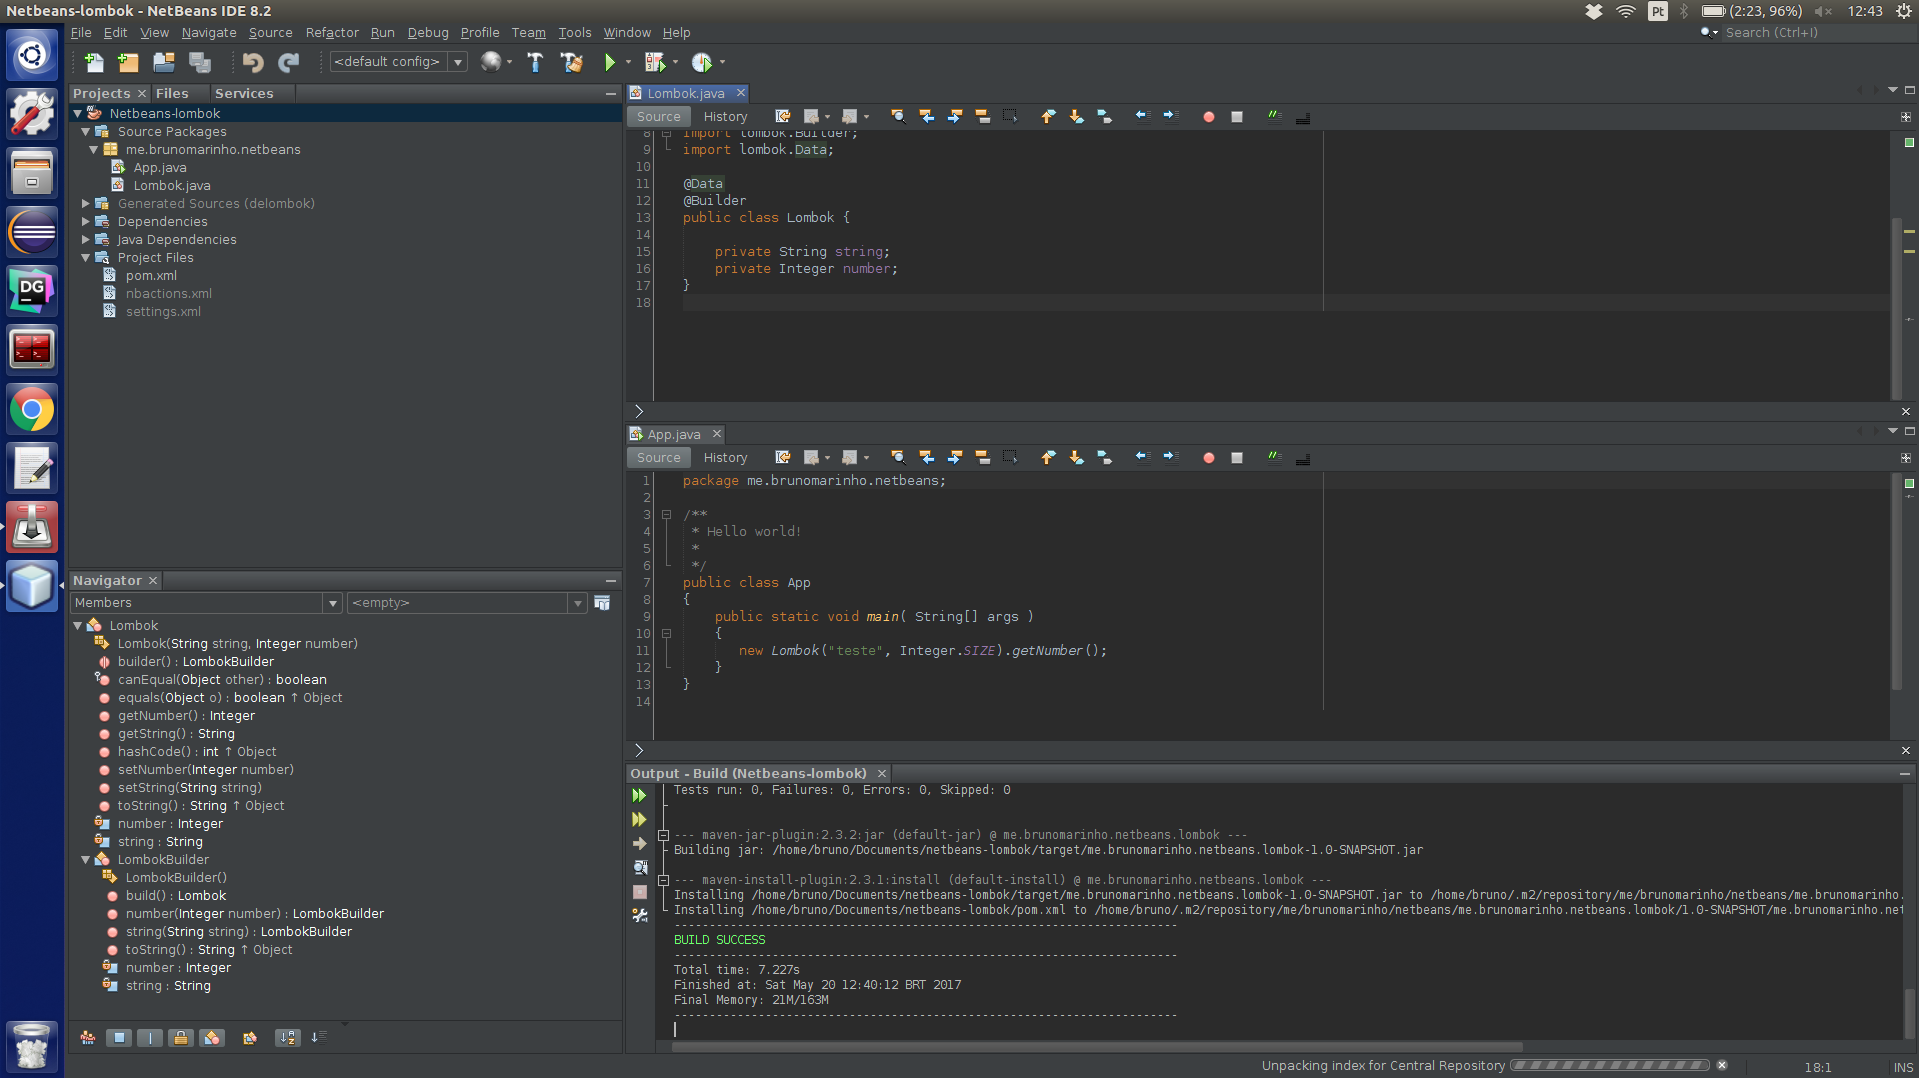 Netbeans-lombok - NetBeans IDE 8.2
Pt (2:23, 96%) 12:43
File Edit View Navigate Source Refactor Run Debug Profile Team Tools Window Help
Search (Ctrl+I)
<default config>
Projects Files Services
Netbeans-lombok
Source Packages
me.brunomarinho.netbeans
App.java
Lombok.java
Generated Sources (delombok)
Dependencies
Java Dependencies
Project Files
pom.xml
nbactions.xml
settings.xml
DG
Navigator
Members <empty>
Lombok
Lombok(String string, Integer number)
builder() : LombokBuilder
canEqual(Object other) : boolean
equals(Object o) : boolean ↑ Object
getNumber() : Integer
getString() : String
hashCode() : int ↑ Object
setNumber(Integer number)
setString(String string)
toString() : String ↑ Object
number : Integer
string : String
LombokBuilder
LombokBuilder()
build() : Lombok
number(Integer number) : LombokBuilder
string(String string) : LombokBuilder
toString() : String ↑ Object
number : Integer
string : String
Lombok.java
Source History
8 import lombok.Builder;
9 import lombok.Data;
10
11 @Data
12 @Builder
13 public class Lombok {
14
15 private String string;
16 private Integer number;
17 }
18
App.java
Source History
1 package me.brunomarinho.netbeans;
2
3 /**
4 * Hello world!
5 *
6 */
7 public class App
8 {
9 public static void main( String[] args )
10 {
11 new Lombok("teste", Integer.SIZE).getNumber();
12 }
13 }
14
Output - Build (Netbeans-lombok)
Tests run: 0, Failures: 0, Errors: 0, Skipped: 0
--- maven-jar-plugin:2.3.2:jar (default-jar) @ me.brunomarinho.netbeans.lombok ---
Building jar: /home/bruno/Documents/netbeans-lombok/target/me.brunomarinho.netbeans.lombok-1.0-SNAPSHOT.jar
--- maven-install-plugin:2.3.1:install (default-install) @ me.brunomarinho.netbeans.lombok ---
Installing /home/bruno/Documents/netbeans-lombok/target/me.brunomarinho.netbeans.lombok-1.0-SNAPSHOT.jar to /home/bruno/.m2/repository/me/brunomarinho/netbeans/me.brunomarinho.
Installing /home/bruno/Documents/netbeans-lombok/pom.xml to /home/bruno/.m2/repository/me/brunomarinho/netbeans/me.brunomarinho.netbeans.lombok/1.0-SNAPSHOT/me.brunomarinho.net
------------------------------------------------------------------------
BUILD SUCCESS
------------------------------------------------------------------------
Total time: 7.227s
Finished at: Sat May 20 12:40:12 BRT 2017
Final Memory: 21M/163M
------------------------------------------------------------------------
Unpacking index for Central Repository
18:1 INS